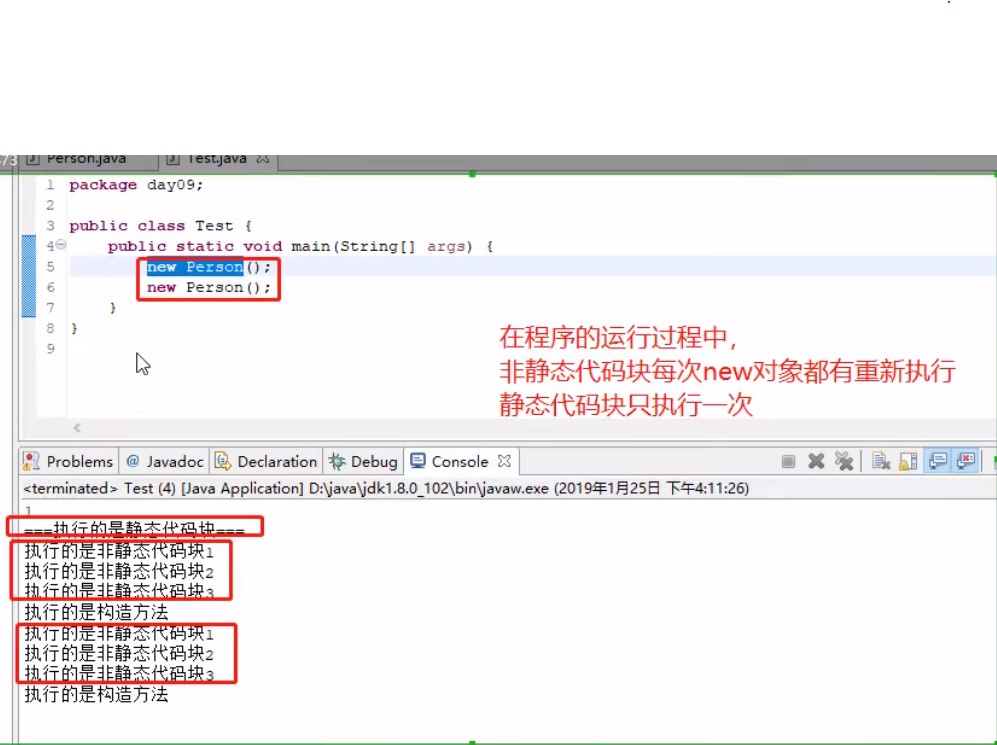 73 Person.java Test.java
1 package day09;
2
3 public class Test {
4 public static void main(String[] args) {
5 new Person();
6 new Person();
7 }
8 }
9
在程序的运行过程中，
非静态代码块每次new对象都有重新执行
静态代码块只执行一次
Problems @ Javadoc Declaration Debug Console
<terminated> Test (4) [Java Application] D:\java\jdk1.8.0_102\bin\javaw.exe (2019年1月25日 下午4:11:26)
1
===执行的是静态代码块===
执行的是非静态代码块1
执行的是非静态代码块2
执行的是非静态代码块3
执行的是构造方法
执行的是非静态代码块1
执行的是非静态代码块2
执行的是非静态代码块3
执行的是构造方法